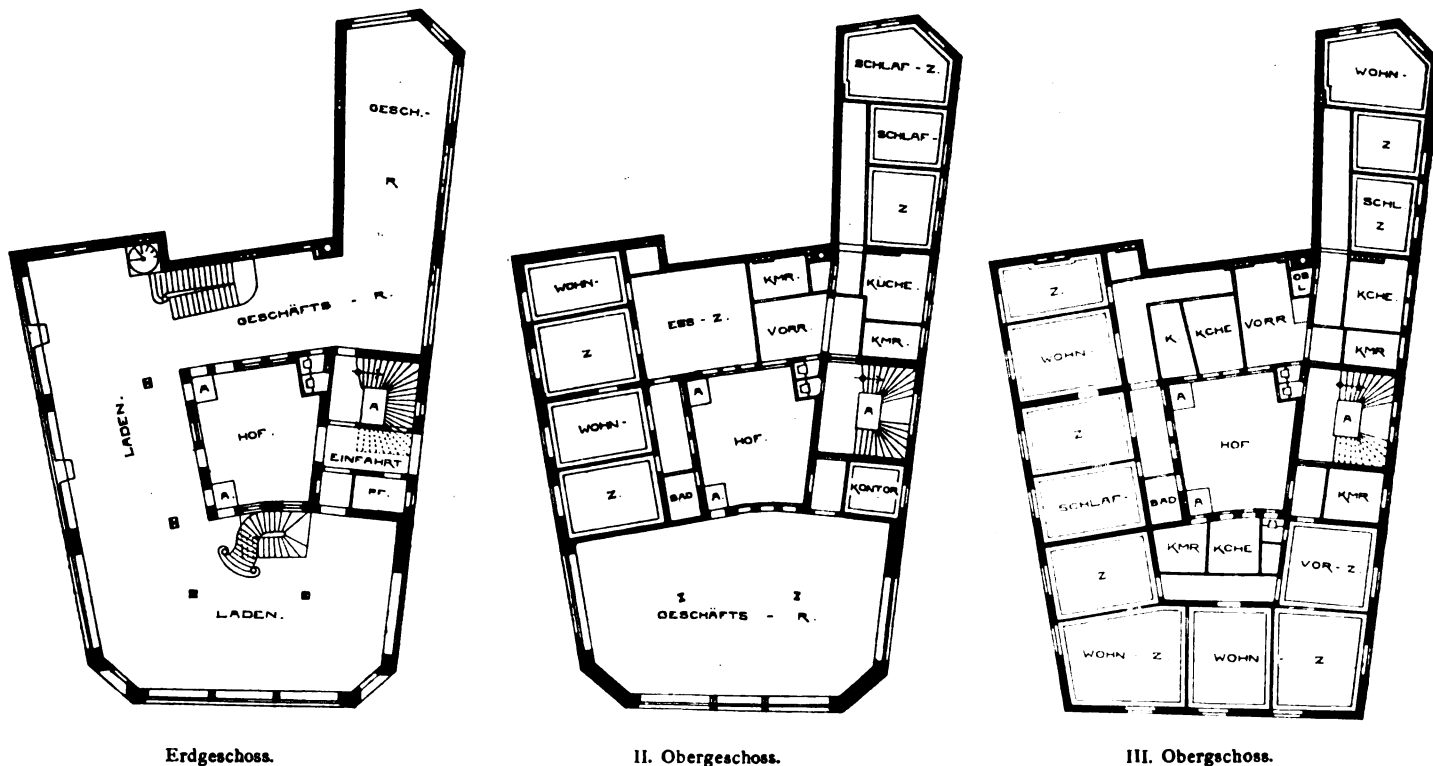 GESCH.-
R
GESCHÄFTS - R.
LADEN.
A
HOF.
A
EINFAHRT
A.
PF.
LADEN.
Erdgeschoss.
SCHLAF - Z.
SCHLAF -
Z
WOHN-
KMR.
KÜCHE.
ESS - Z.
VORR.
Z
KMR.
A
WOHN-
A
HOF.
Z.
BAD
A.
KONTOR
GESCHÄFTS - R.
II. Obergeschoss.
WOHN-
Z
SCHL.
Z
Z.
K.
KCHE
VORR
KCHE.
WOHN.
KMR
A
A
Z
HOF
SCHLAF-
BAD
A
KMR
KMR
KCHE
VOR-Z.
Z
WOHN - Z
WOHN
Z
III. Obergschoss.